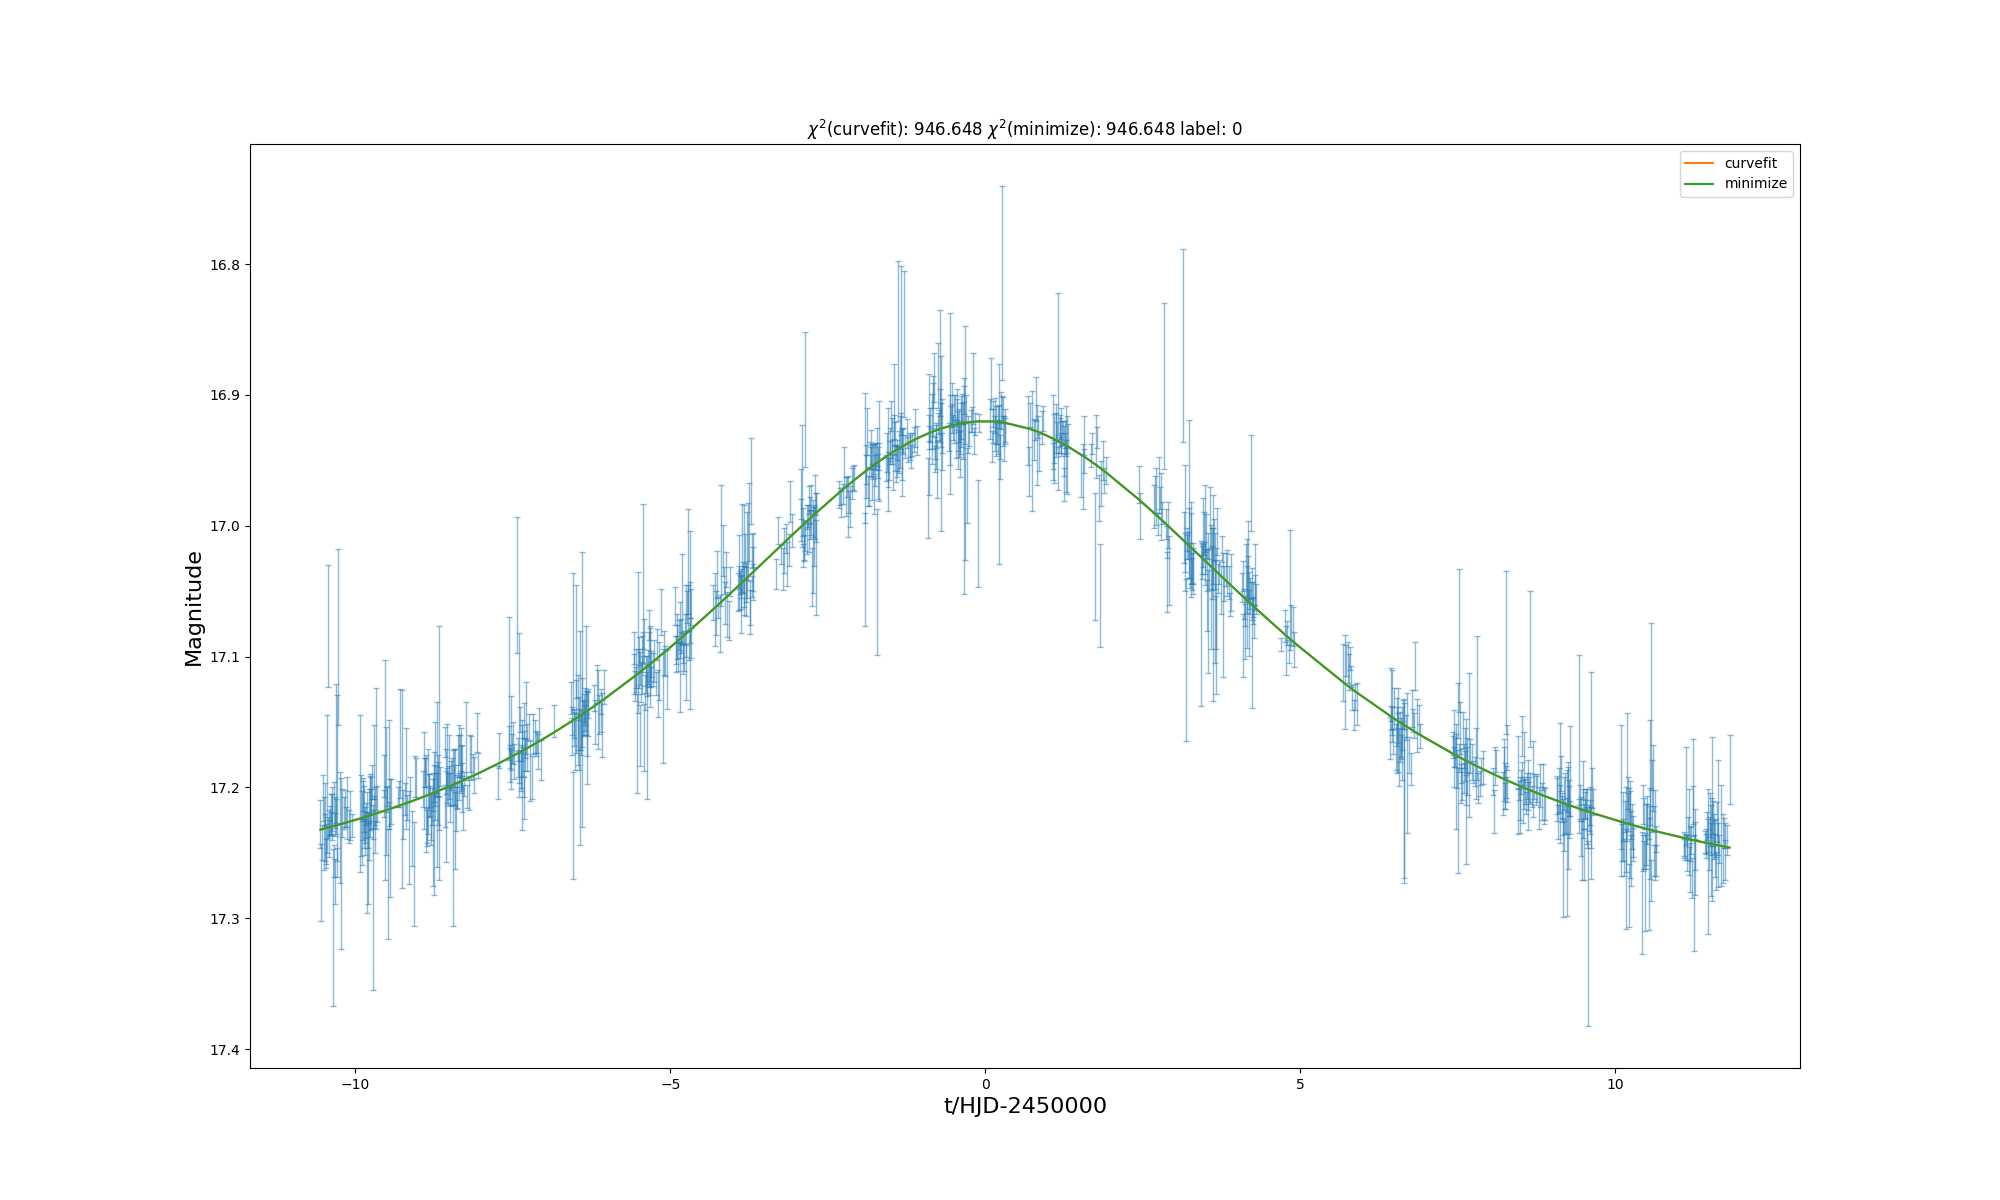 χ²(curvefit): 946.648 χ²(minimize): 946.648 label: 0
curvefit
minimize
16.8
16.9
17.0
17.1
17.2
17.3
17.4
Magnitude
−10
−5
0
5
10
t/HJD-2450000